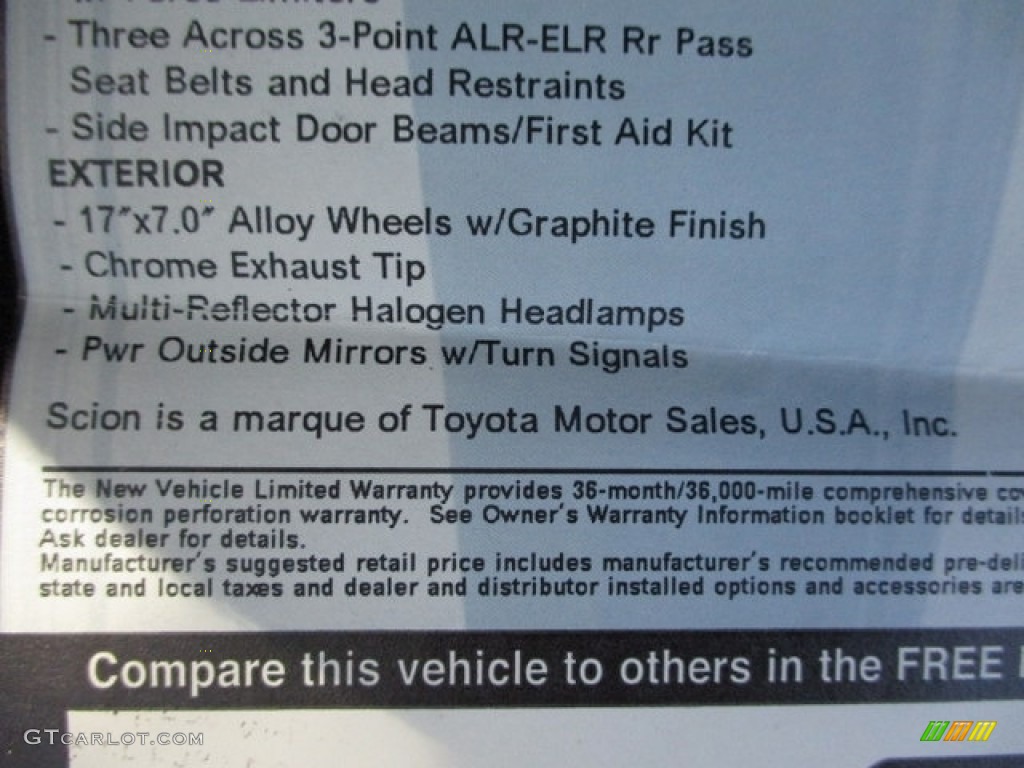 - Three Across 3-Point ALR-ELR Rr Pass
Seat Belts and Head Restraints
- Side Impact Door Beams/First Aid Kit
EXTERIOR
- 17"x7.0" Alloy Wheels w/Graphite Finish
- Chrome Exhaust Tip
- Multi-Reflector Halogen Headlamps
- Pwr Outside Mirrors w/Turn Signals
Scion is a marque of Toyota Motor Sales, U.S.A., Inc.
The New Vehicle Limited Warranty provides 36-month/36,000-mile comprehensive
corrosion perforation warranty. See Owner's Warranty Information booklet for details
Ask dealer for details.
Manufacturer's suggested retail price includes manufacturer's recommended pre-deli
state and local taxes and dealer and distributor installed options and accessories are
Compare this vehicle to others in the FREE
GTCARLOT.COM